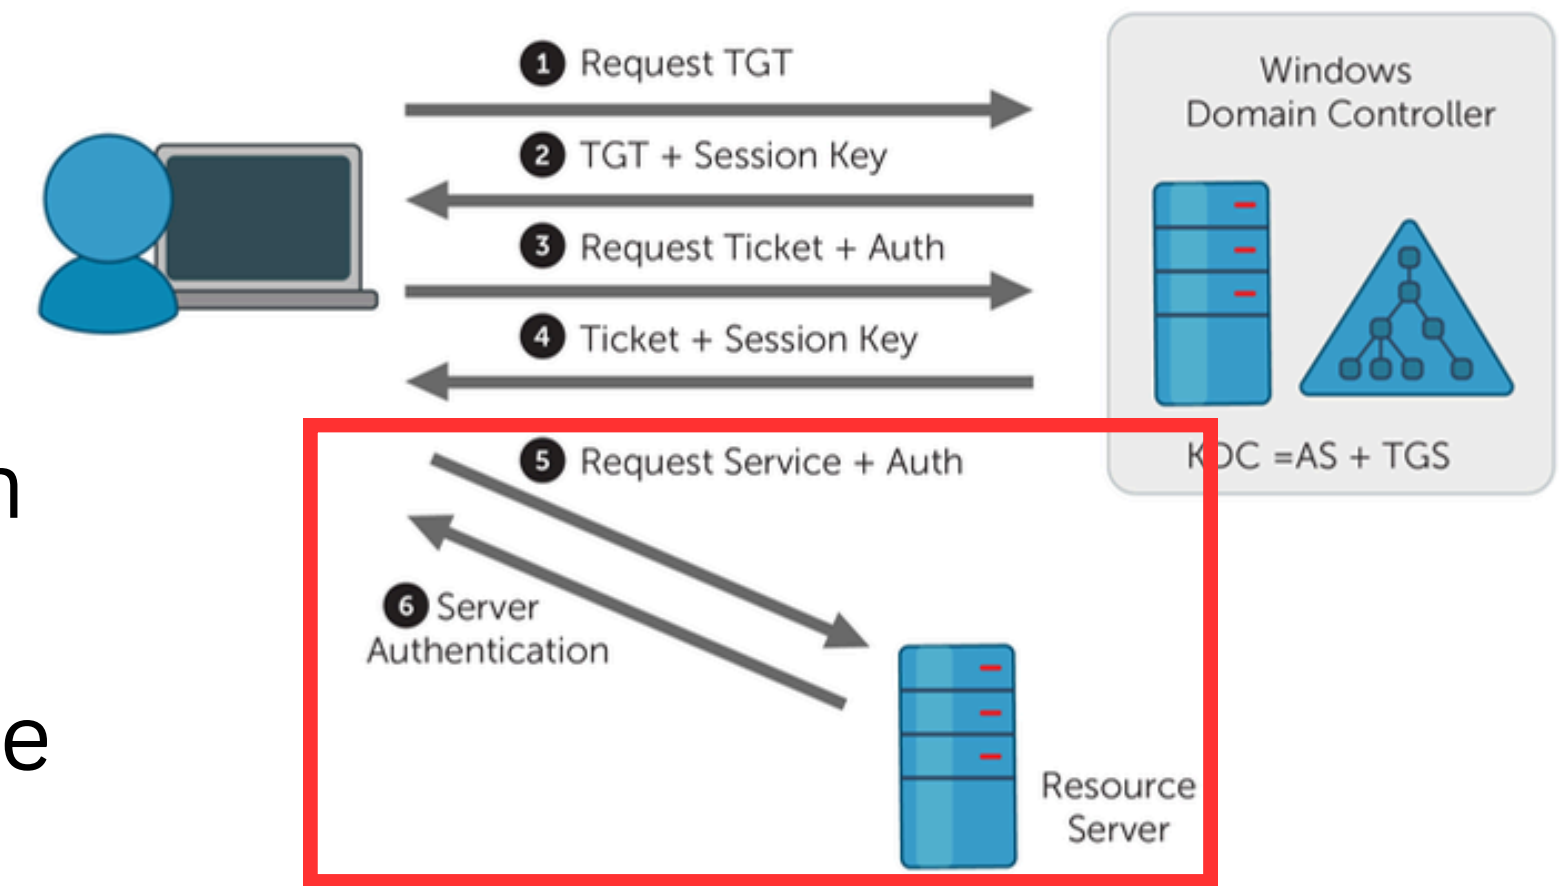 1 Request TGT
Windows
Domain Controller
2 TGT + Session Key
3 Request Ticket + Auth
4 Ticket + Session Key
5 Request Service + Auth
KDC =AS + TGS
n
6 Server
Authentication
e
Resource
Server